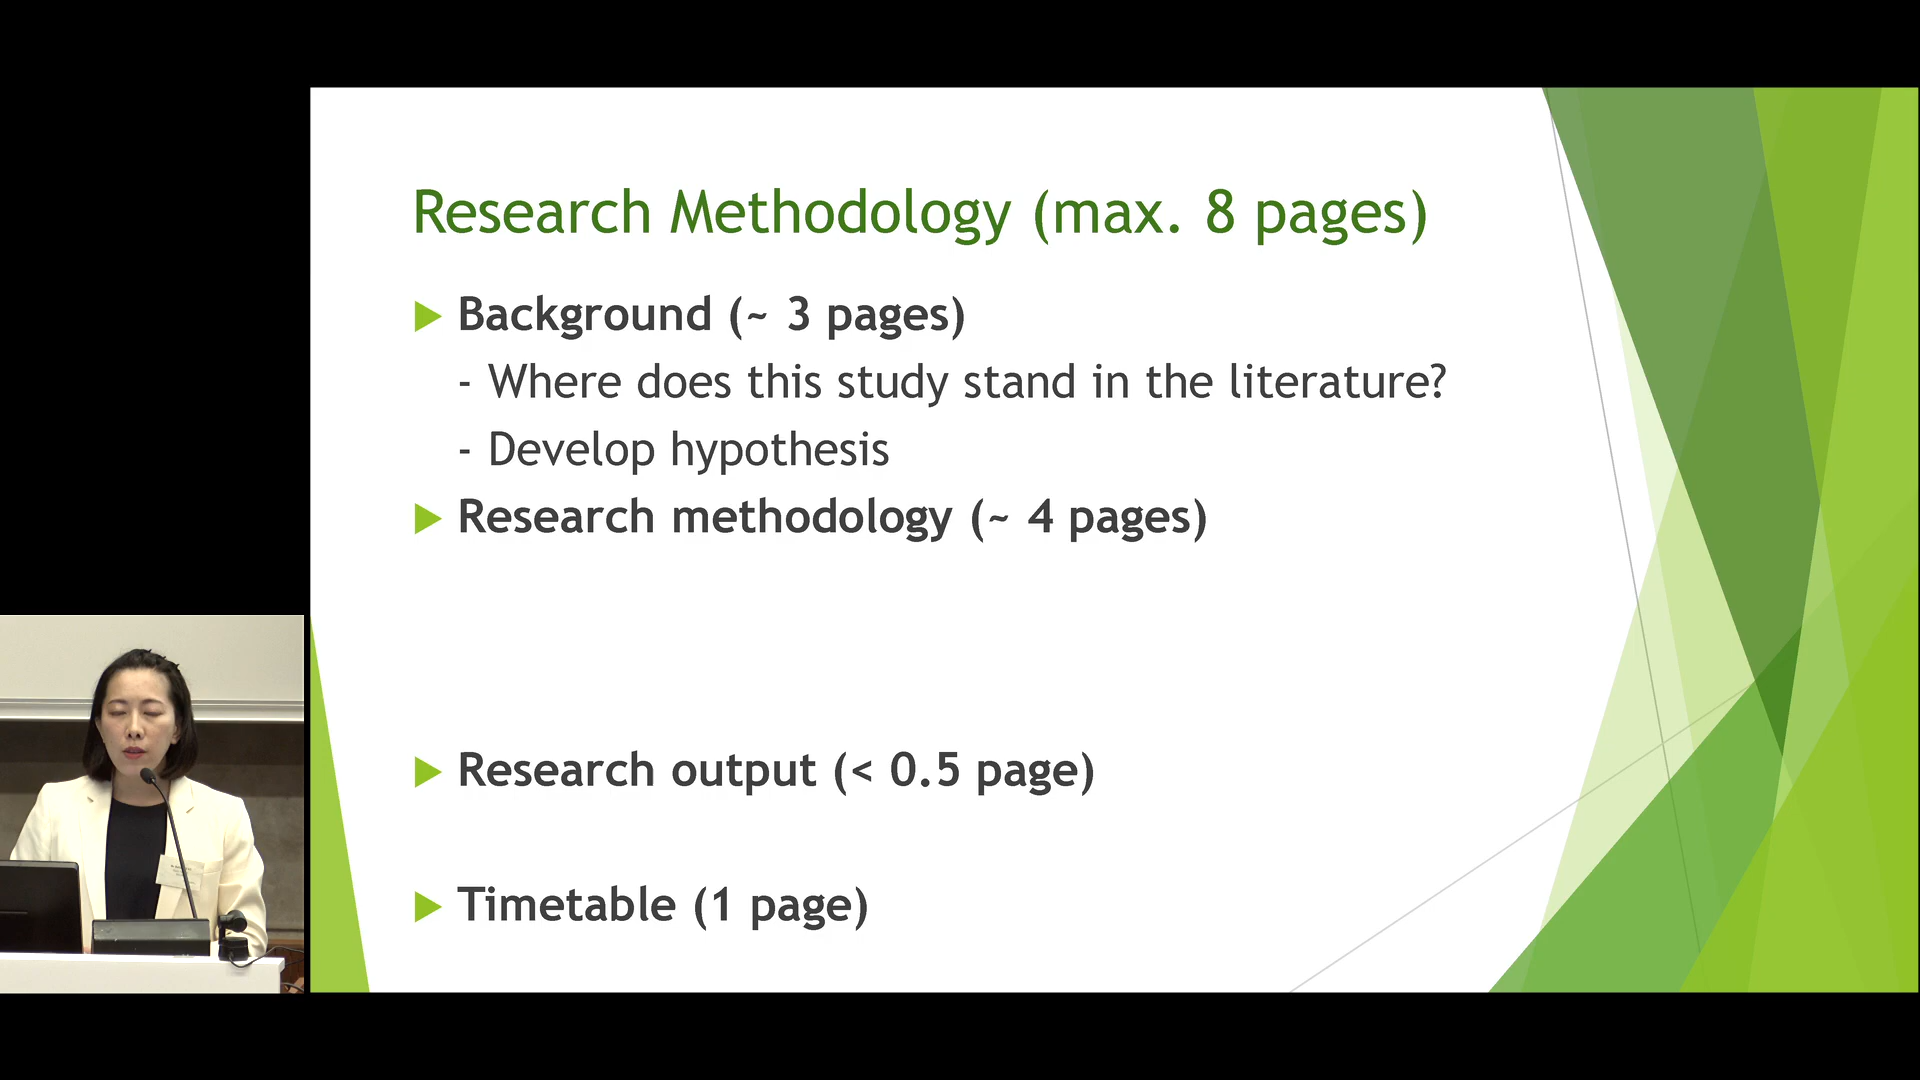 Research Methodology (max. 8 pages)
Background (~ 3 pages)
- Where does this study stand in the literature?
- Develop hypothesis
Research methodology (~ 4 pages)
Research output (< 0.5 page)
Timetable (1 page)